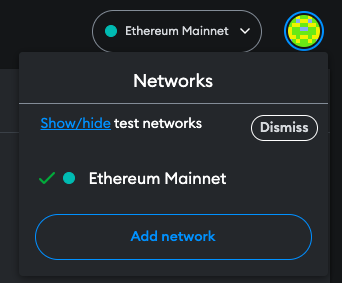 Ethereum Mainnet
Networks
Show/hide test networks
Dismiss
Ethereum Mainnet
Add network